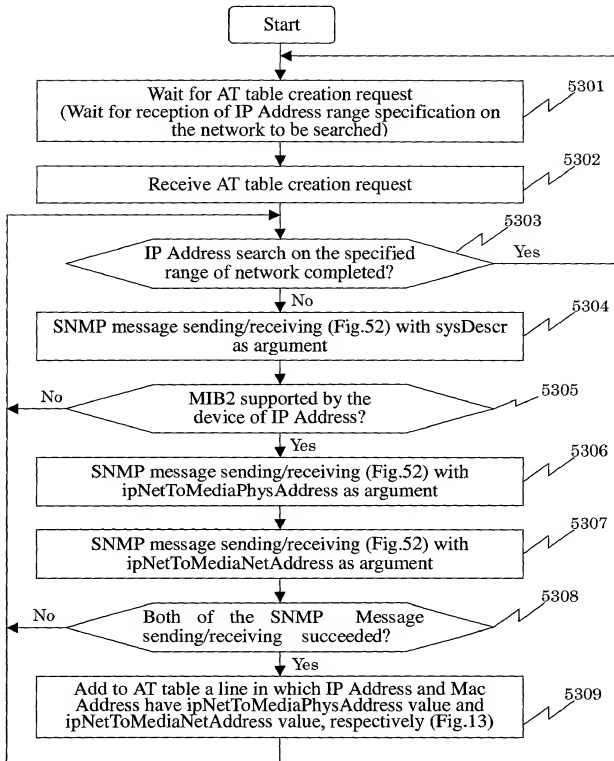 Start
Wait for AT table creation request
(Wait for reception of IP Address range specification on
the network to be searched)
5301
Receive AT table creation request
5302
5303
IP Address search on the specified
range of network completed?
Yes
No
SNMP message sending/receiving (Fig.52) with sysDescr
as argument
5304
No
MIB2 supported by the
device of IP Address?
5305
Yes
SNMP message sending/receiving (Fig.52) with
ipNetToMediaPhysAddress as argument
5306
SNMP message sending/receiving (Fig.52) with
ipNetToMediaNetAddress as argument
5307
No
Both of the SNMP Message
sending/receiving succeeded?
5308
Yes
Add to AT table a line in which IP Address and Mac
Address have ipNetToMediaPhysAddress value and
ipNetToMediaNetAddress value, respectively (Fig.13)
5309